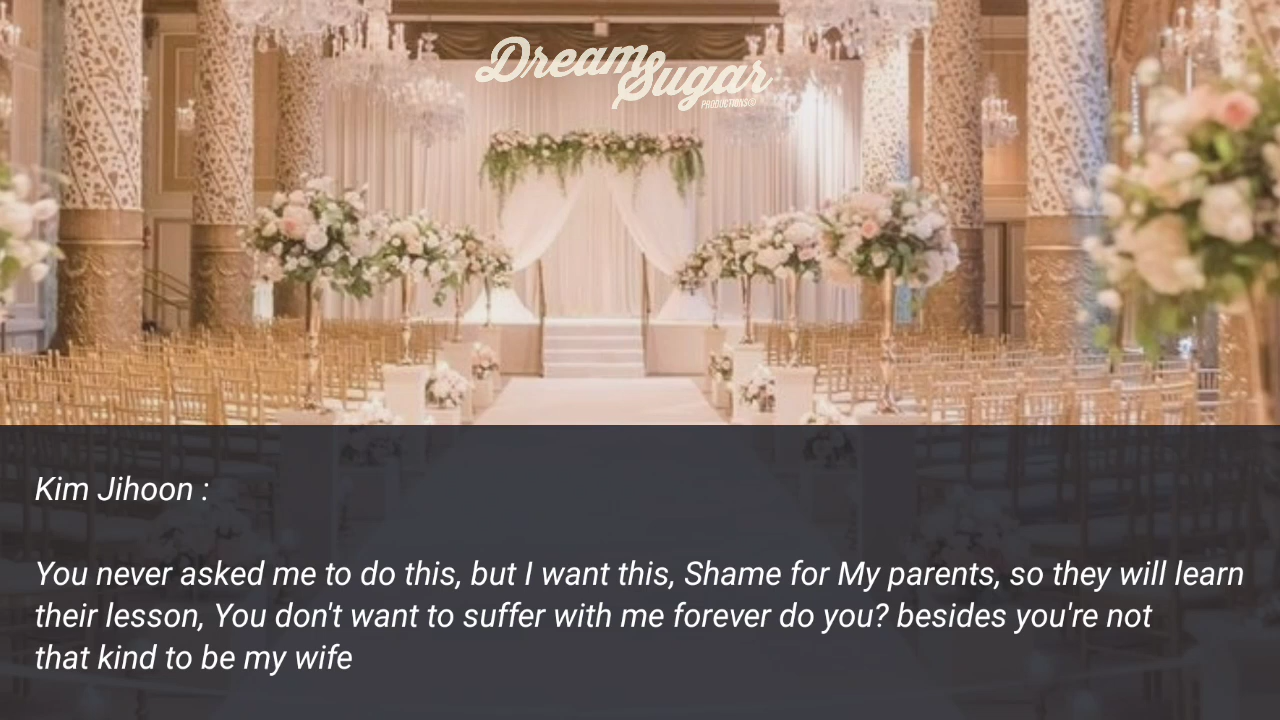 Dream Sugar
PRODUCTIONS
Kim Jihoon :
You never asked me to do this, but I want this, Shame for My parents, so they will learn
their lesson, You don't want to suffer with me forever do you? besides you're not
that kind to be my wife